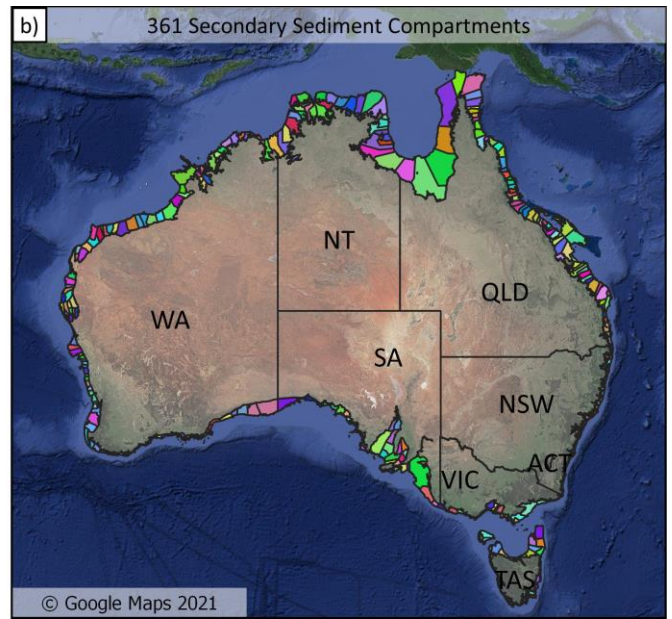 b)
361 Secondary Sediment Compartments
NT
QLD
WA
SA
NSW
ACT
VIC
TAS
© Google Maps 2021